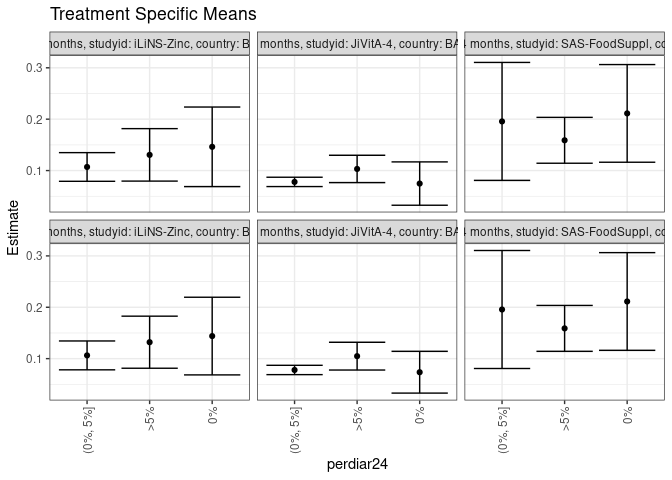 Treatment Specific Means
months, studyid: iLiNS-Zinc, country: B
months, studyid: JiVitA-4, country: BA
months, studyid: SAS-FoodSuppl, co
0.3
0.2
0.1
months, studyid: iLiNS-Zinc, country: B
months, studyid: JiVitA-4, country: BA
months, studyid: SAS-FoodSuppl, co
0.3
0.2
0.1
Estimate
(0%, 5%]
>5%
0%
(0%, 5%]
>5%
0%
(0%, 5%]
>5%
0%
perdiar24